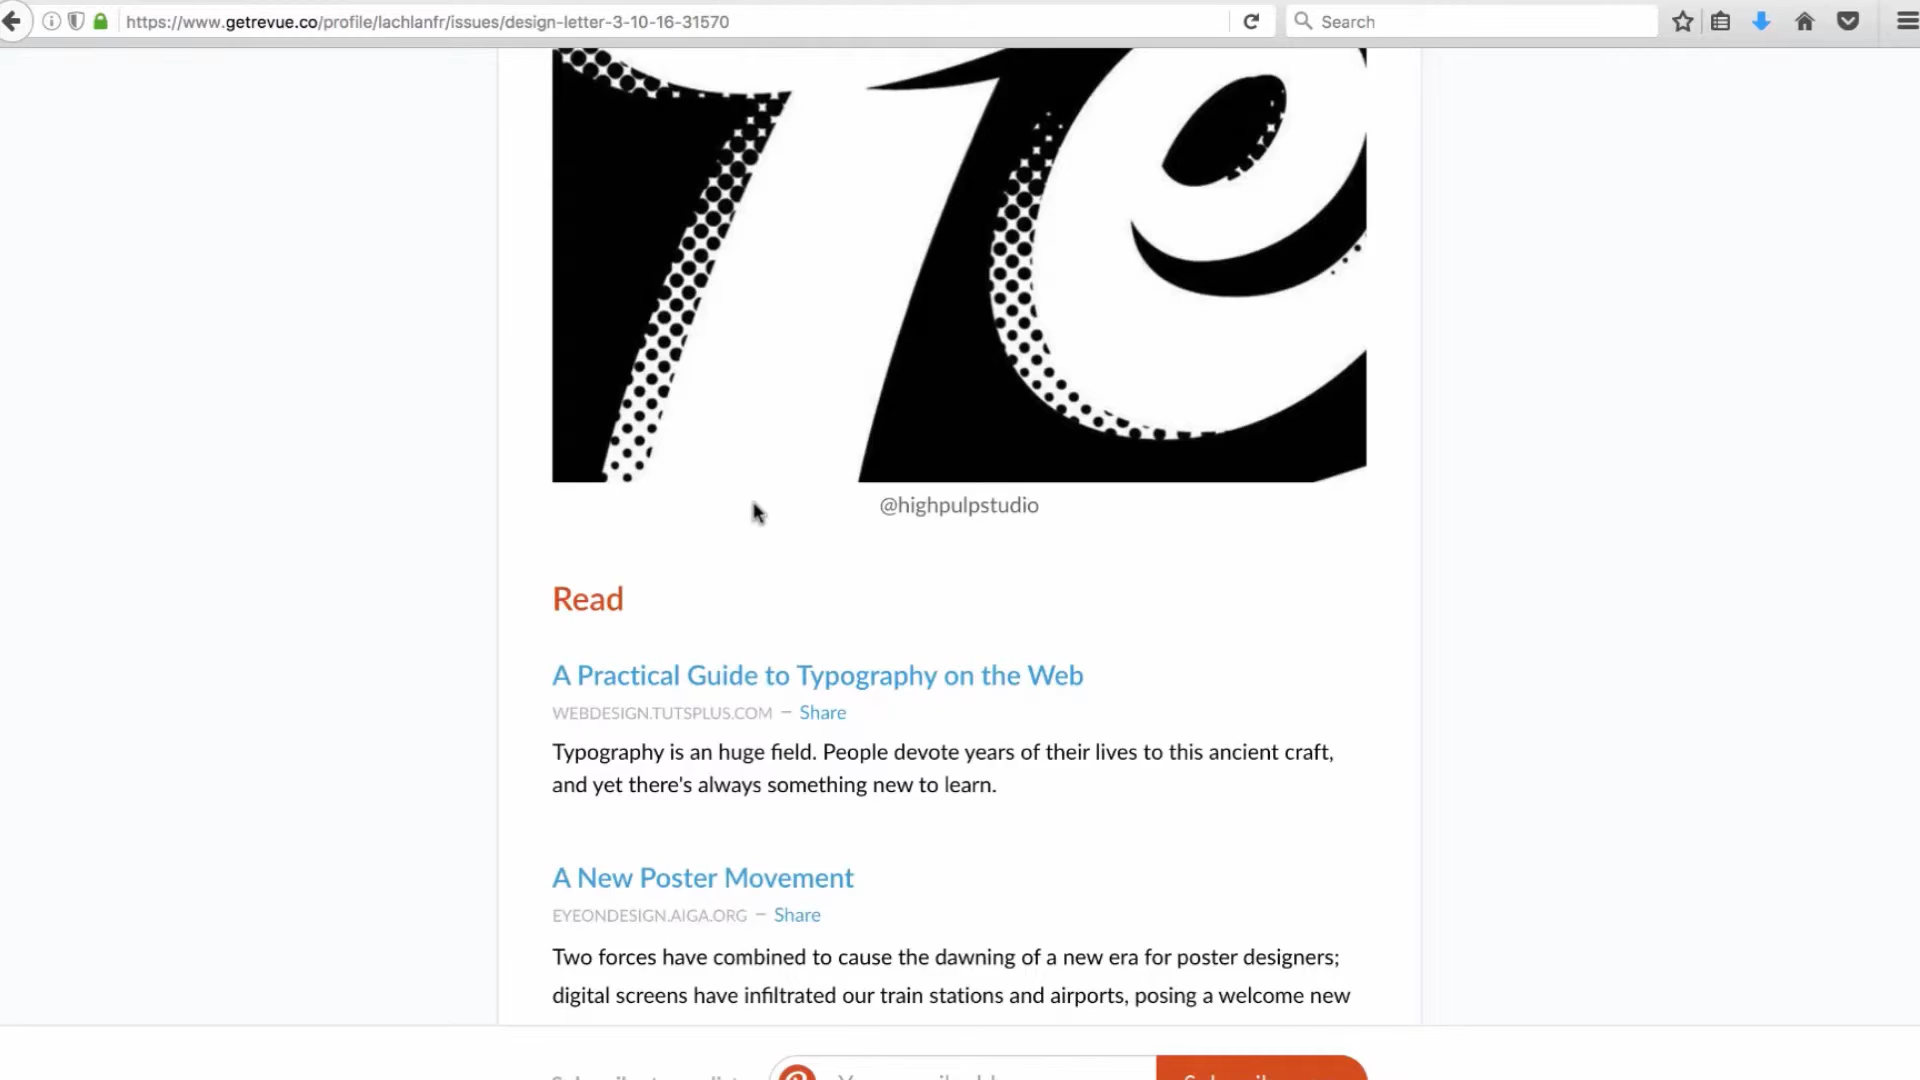 https://www.getrevue.co/profile/lachlanfr/issues/design-letter-3-10-16-31570
Search
@highpulpstudio
Read
A Practical Guide to Typography on the Web
WEBDESIGN.TUTSPLUS.COM – Share
Typography is an huge field. People devote years of their lives to this ancient craft,
and yet there's always something new to learn.
A New Poster Movement
EYEONDESIGN.AIGA.ORG – Share
Two forces have combined to cause the dawning of a new era for poster designers;
digital screens have infiltrated our train stations and airports, posing a welcome new